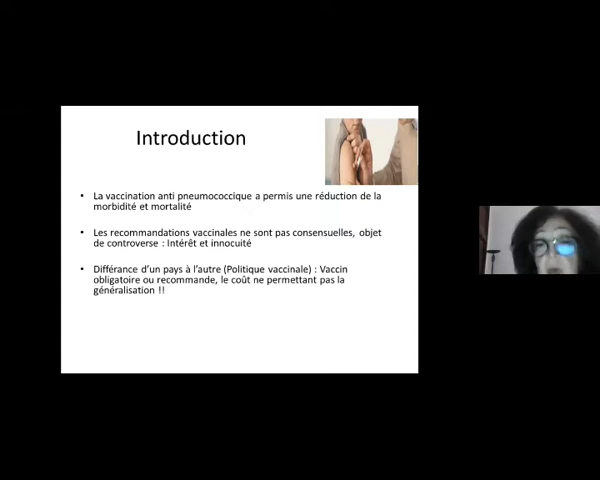 Introduction
• La vaccination anti pneumococcique a permis une réduction de la
morbidité et mortalité
• Les recommandations vaccinales ne sont pas consensuelles, objet
de controverse : Intérêt et innocuité
• Différance d'un pays à l'autre (Politique vaccinale) : Vaccin
obligatoire ou recommande, le coût ne permettant pas la
généralisation !!